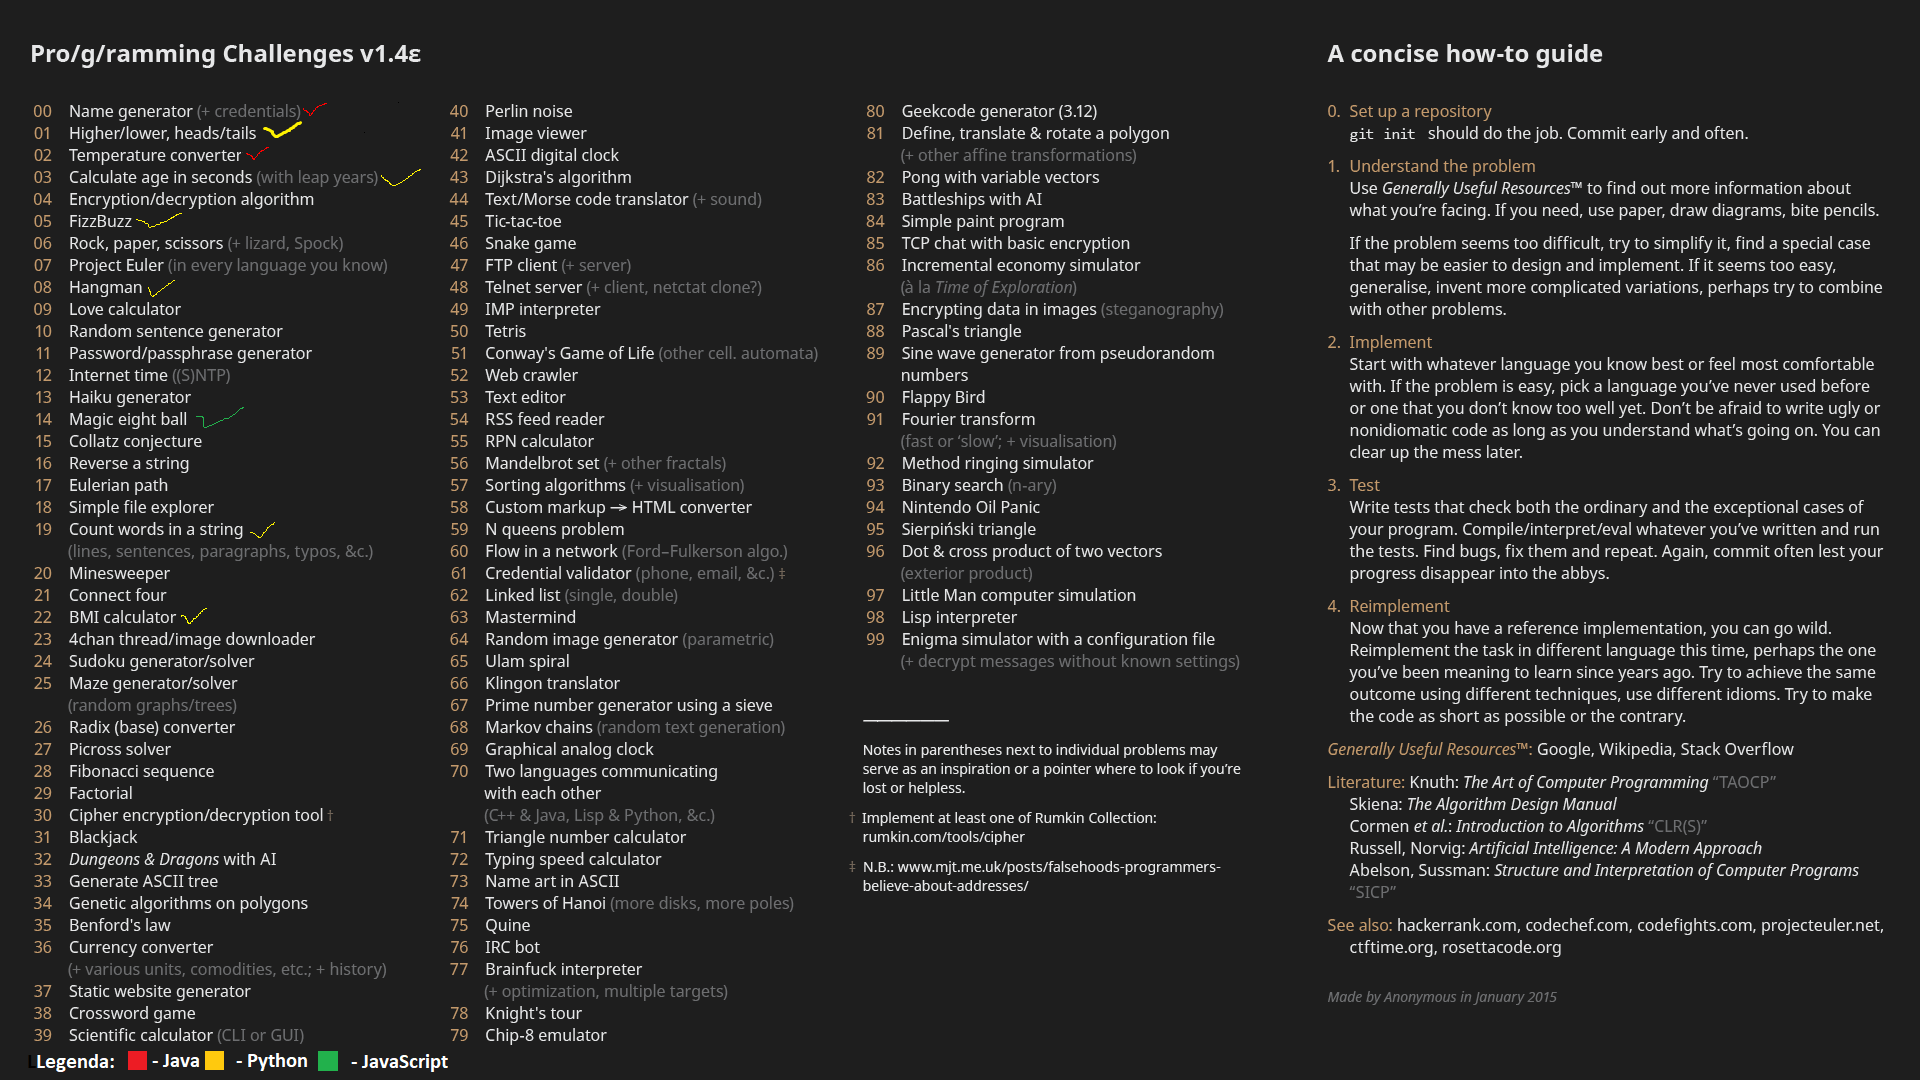 Pro/g/ramming Challenges v1.4ε
00 Name generator (+ credentials)
01 Higher/lower, heads/tails
02 Temperature converter
03 Calculate age in seconds (with leap years)
04 Encryption/decryption algorithm
05 FizzBuzz
06 Rock, paper, scissors (+ lizard, Spock)
07 Project Euler (in every language you know)
08 Hangman
09 Love calculator
10 Random sentence generator
11 Password/passphrase generator
12 Internet time ((S)NTP)
13 Haiku generator
14 Magic eight ball
15 Collatz conjecture
16 Reverse a string
17 Eulerian path
18 Simple file explorer
19 Count words in a string
(lines, sentences, paragraphs, typos, &c.)
20 Minesweeper
21 Connect four
22 BMI calculator
23 4chan thread/image downloader
24 Sudoku generator/solver
25 Maze generator/solver
(random graphs/trees)
26 Radix (base) converter
27 Picross solver
28 Fibonacci sequence
29 Factorial
30 Cipher encryption/decryption tool †
31 Blackjack
32 Dungeons & Dragons with AI
33 Generate ASCII tree
34 Genetic algorithms on polygons
35 Benford's law
36 Currency converter
(+ various units, comodities, etc.; + history)
37 Static website generator
38 Crossword game
39 Scientific calculator (CLI or GUI)
40 Perlin noise
41 Image viewer
42 ASCII digital clock
43 Dijkstra's algorithm
44 Text/Morse code translator (+ sound)
45 Tic-tac-toe
46 Snake game
47 FTP client (+ server)
48 Telnet server (+ client, netctat clone?)
49 IMP interpreter
50 Tetris
51 Conway's Game of Life (other cell. automata)
52 Web crawler
53 Text editor
54 RSS feed reader
55 RPN calculator
56 Mandelbrot set (+ other fractals)
57 Sorting algorithms (+ visualisation)
58 Custom markup → HTML converter
59 N queens problem
60 Flow in a network (Ford–Fulkerson algo.)
61 Credential validator (phone, email, &c.) ‡
62 Linked list (single, double)
63 Mastermind
64 Random image generator (parametric)
65 Ulam spiral
66 Klingon translator
67 Prime number generator using a sieve
68 Markov chains (random text generation)
69 Graphical analog clock
70 Two languages communicating
with each other
(C++ & Java, Lisp & Python, &c.)
71 Triangle number calculator
72 Typing speed calculator
73 Name art in ASCII
74 Towers of Hanoi (more disks, more poles)
75 Quine
76 IRC bot
77 Brainfuck interpreter
(+ optimization, multiple targets)
78 Knight's tour
79 Chip-8 emulator
80 Geekcode generator (3.12)
81 Define, translate & rotate a polygon
(+ other affine transformations)
82 Pong with variable vectors
83 Battleships with AI
84 Simple paint program
85 TCP chat with basic encryption
86 Incremental economy simulator
(à la Time of Exploration)
87 Encrypting data in images (steganography)
88 Pascal's triangle
89 Sine wave generator from pseudorandom
numbers
90 Flappy Bird
91 Fourier transform
(fast or ‘slow’; + visualisation)
92 Method ringing simulator
93 Binary search (n-ary)
94 Nintendo Oil Panic
95 Sierpiński triangle
96 Dot & cross product of two vectors
(exterior product)
97 Little Man computer simulation
98 Lisp interpreter
99 Enigma simulator with a configuration file
(+ decrypt messages without known settings)
Notes in parentheses next to individual problems may
serve as an inspiration or a pointer where to look if you’re
lost or helpless.
† Implement at least one of Rumkin Collection:
rumkin.com/tools/cipher
‡ N.B.: www.mjt.me.uk/posts/falsehoods-programmers-
believe-about-addresses/
A concise how-to guide
0. Set up a repository
git init should do the job. Commit early and often.
1. Understand the problem
Use Generally Useful Resources™ to find out more information about
what you’re facing. If you need, use paper, draw diagrams, bite pencils.
If the problem seems too difficult, try to simplify it, find a special case
that may be easier to design and implement. If it seems too easy,
generalise, invent more complicated variations, perhaps try to combine
with other problems.
2. Implement
Start with whatever language you know best or feel most comfortable
with. If the problem is easy, pick a language you’ve never used before
or one that you don’t know too well yet. Don’t be afraid to write ugly or
nonidiomatic code as long as you understand what’s going on. You can
clear up the mess later.
3. Test
Write tests that check both the ordinary and the exceptional cases of
your program. Compile/interpret/eval whatever you’ve written and run
the tests. Find bugs, fix them and repeat. Again, commit often lest your
progress disappear into the abbys.
4. Reimplement
Now that you have a reference implementation, you can go wild.
Reimplement the task in different language this time, perhaps the one
you’ve been meaning to learn since years ago. Try to achieve the same
outcome using different techniques, use different idioms. Try to make
the code as short as possible or the contrary.
Generally Useful Resources™: Google, Wikipedia, Stack Overflow
Literature: Knuth: The Art of Computer Programming “TAOCP”
Skiena: The Algorithm Design Manual
Cormen et al.: Introduction to Algorithms “CLR(S)”
Russell, Norvig: Artificial Intelligence: A Modern Approach
Abelson, Sussman: Structure and Interpretation of Computer Programs
“SICP”
See also: hackerrank.com, codechef.com, codefights.com, projecteuler.net,
ctftime.org, rosettacode.org
Made by Anonymous in January 2015
Legenda: - Java - Python - JavaScript